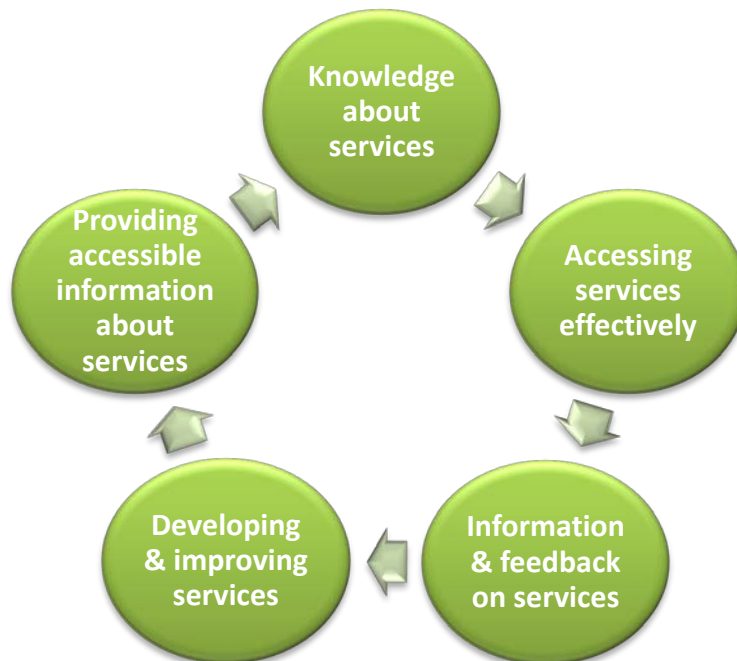 Knowledge
about
services
Accessing
services
effectively
Information
& feedback
on services
Developing
& improving
services
Providing
accessible
information
about
services